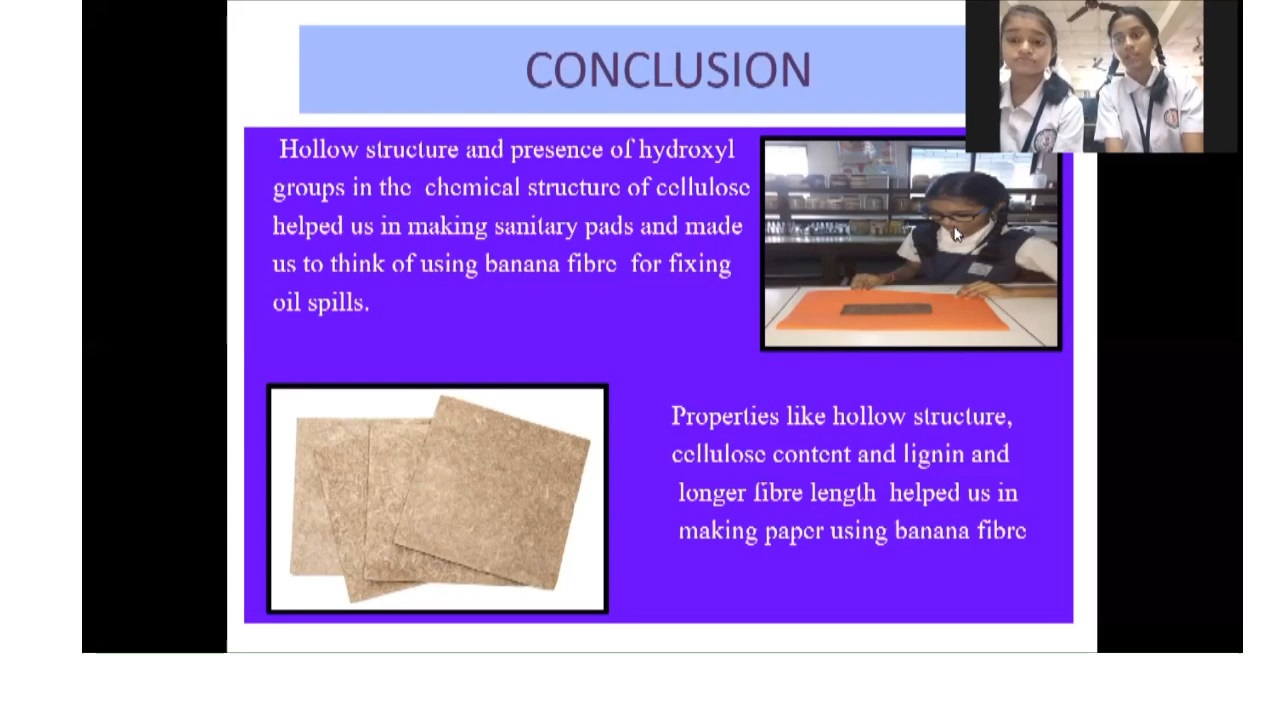 CONCLUSION
Hollow structure and presence of hydroxyl
groups in the chemical structure of cellulose
helped us in making sanitary pads and made
us to think of using banana fibre for fixing
oil spills.
Properties like hollow structure,
cellulose content and lignin and
longer fibre length helped us in
making paper using banana fibre